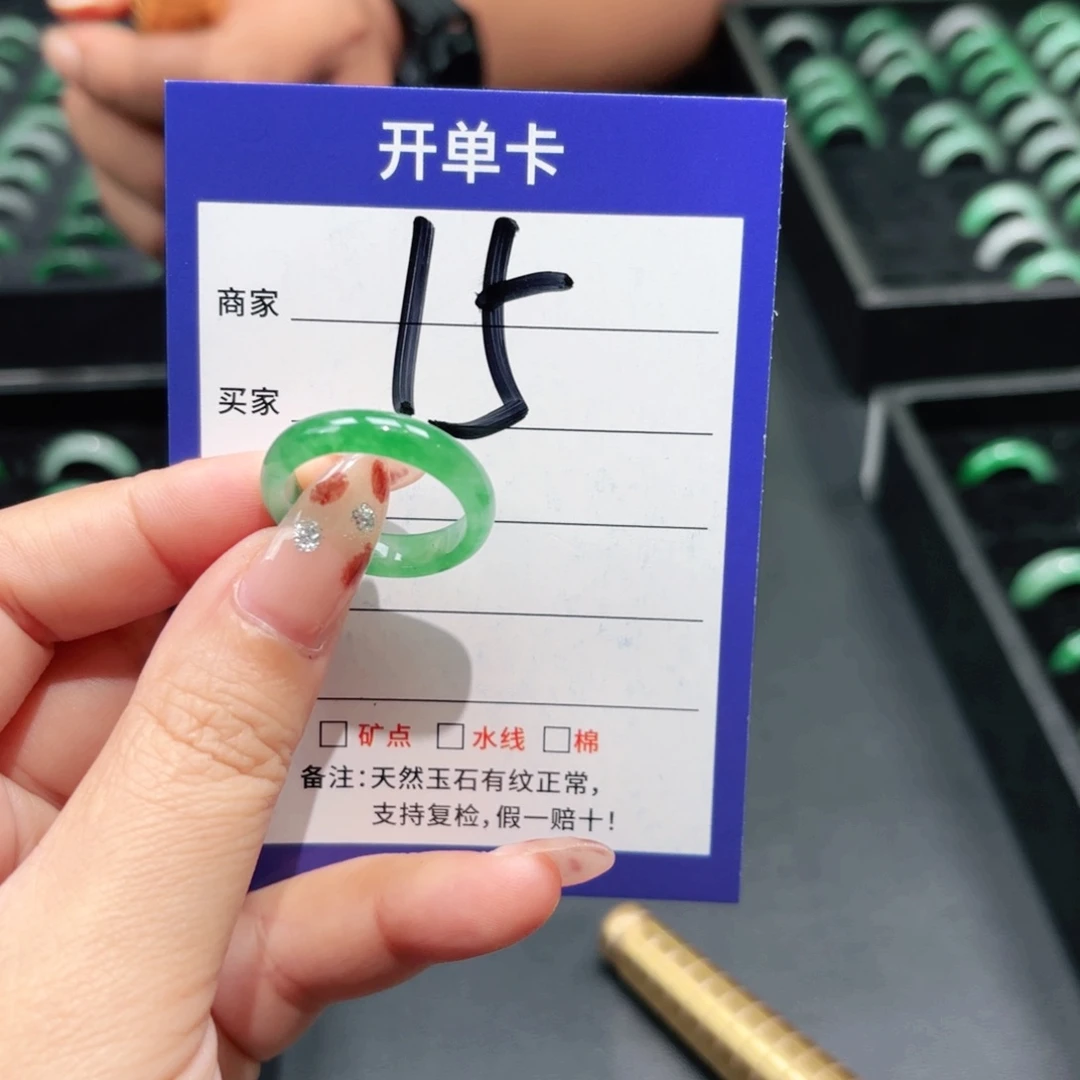 开单卡
15
商家
买家
□ 矿点 □ 水线 □ 棉
备注:天然玉石有纹正常,
支持复检,假一赔十!